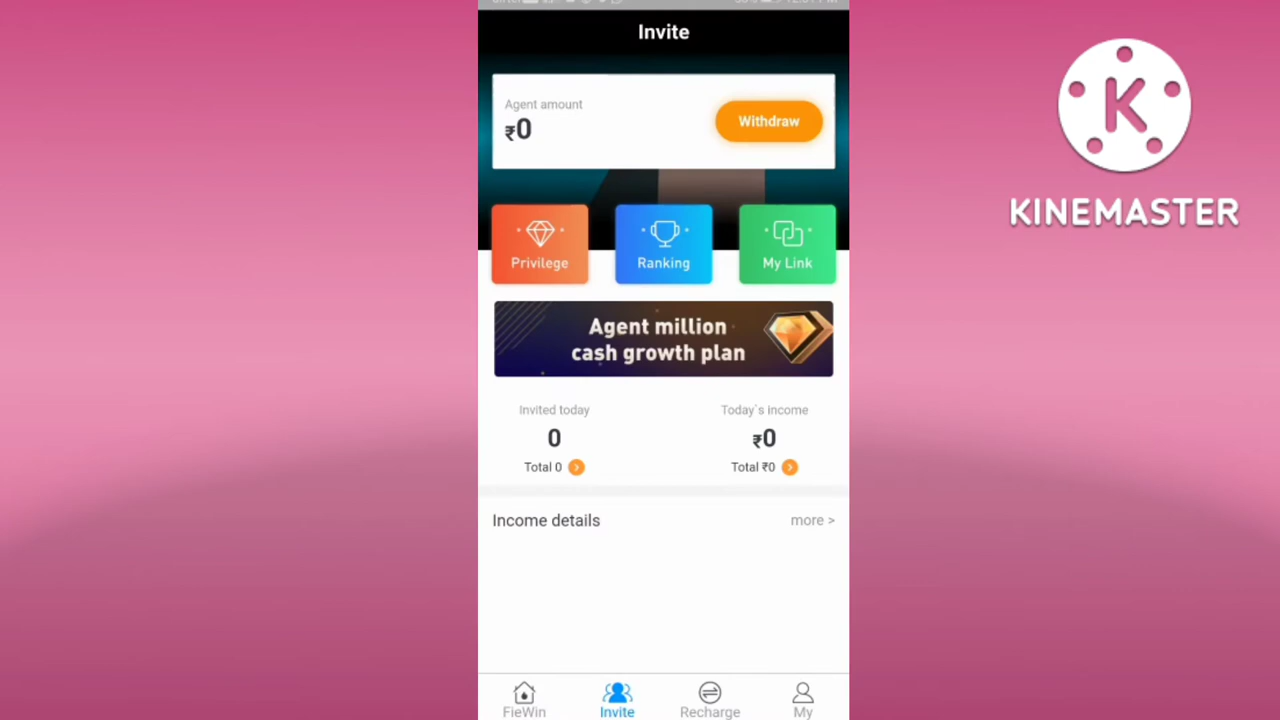 Invite
Agent amount
₹0
Withdraw
KINEMASTER
Privilege
Ranking
My Link
Agent million
cash growth plan
Invited today
Today`s income
0
₹0
Total 0
Total ₹0
Income details
more >
FieWin
Invite
Recharge
My